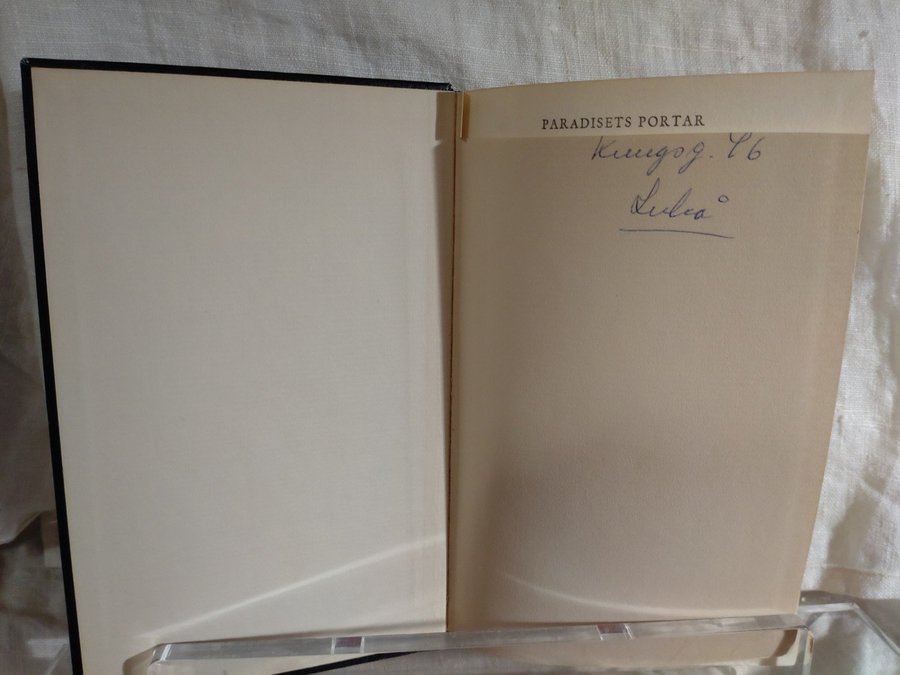 PARADISETS PORTAR
Kungsg. 46
Luleå